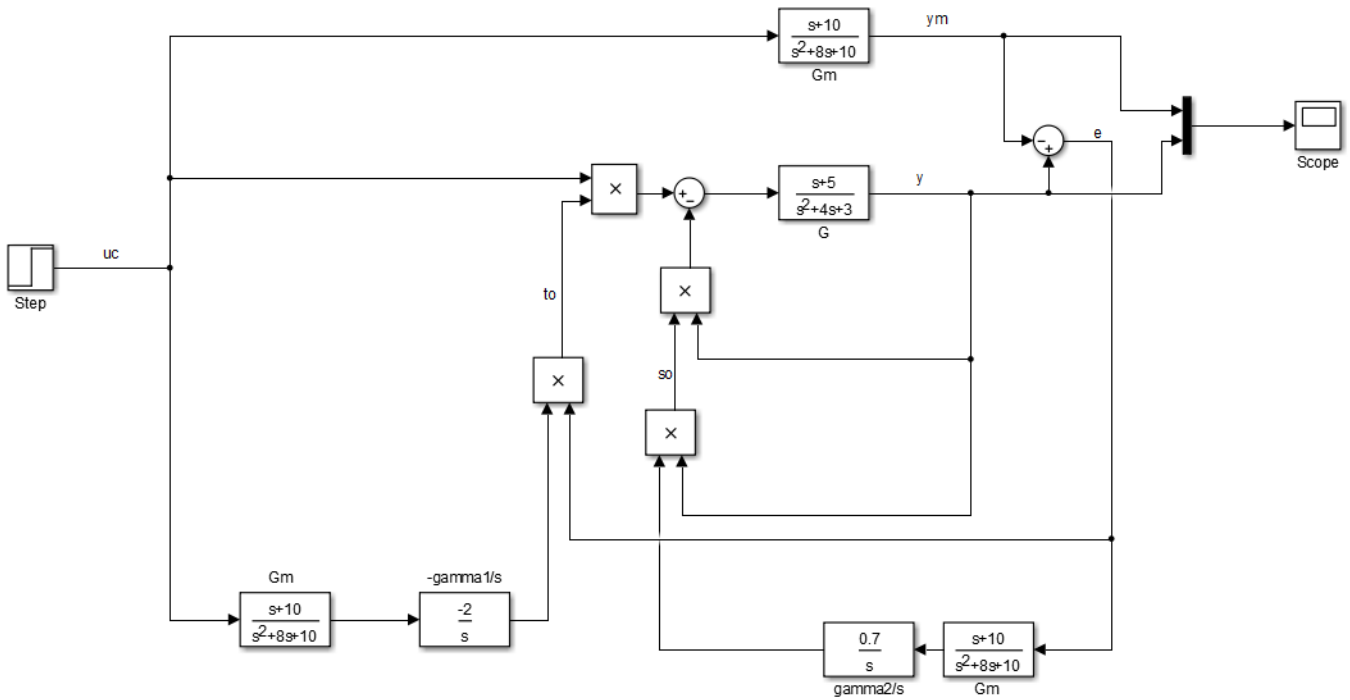 s+10
s²+8s+10
Gm
ym
e
Scope
×
+
-
-
+
s+5
s²+4s+3
G
y
uc
Step
×
to
so
×
×
Gm
s+10
s²+8s+10
-gamma1/s
-2
s
0.7
s
gamma2/s
s+10
s²+8s+10
Gm